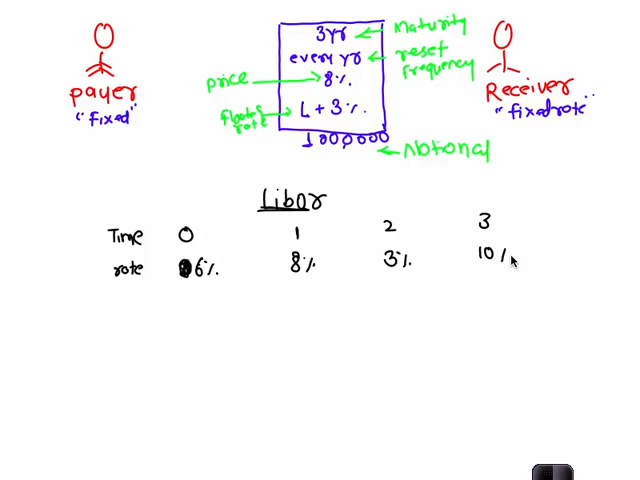 3yr
Maturity
every yr
reset
frequency
price
8%
payer
"fixed"
Receiver
"fixed rate"
rate
L + 3%
1000000
Notional
Libor
Time 0 1 2 3
rate 6% 8% 3% 10%